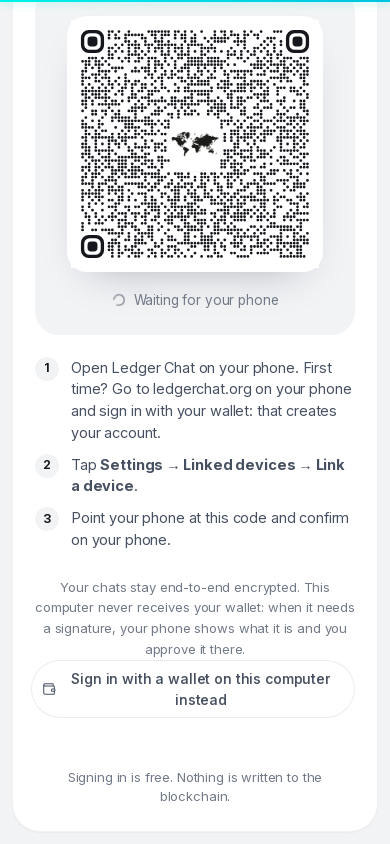 Waiting for your phone
1
Open Ledger Chat on your phone. First
time? Go to ledgerchat.org on your phone
and sign in with your wallet: that creates
your account.
2
Tap Settings → Linked devices → Link
a device.
3
Point your phone at this code and confirm
on your phone.
Your chats stay end-to-end encrypted. This
computer never receives your wallet: when it needs
a signature, your phone shows what it is and you
approve it there.
Sign in with a wallet on this computer
instead
Signing in is free. Nothing is written to the
blockchain.